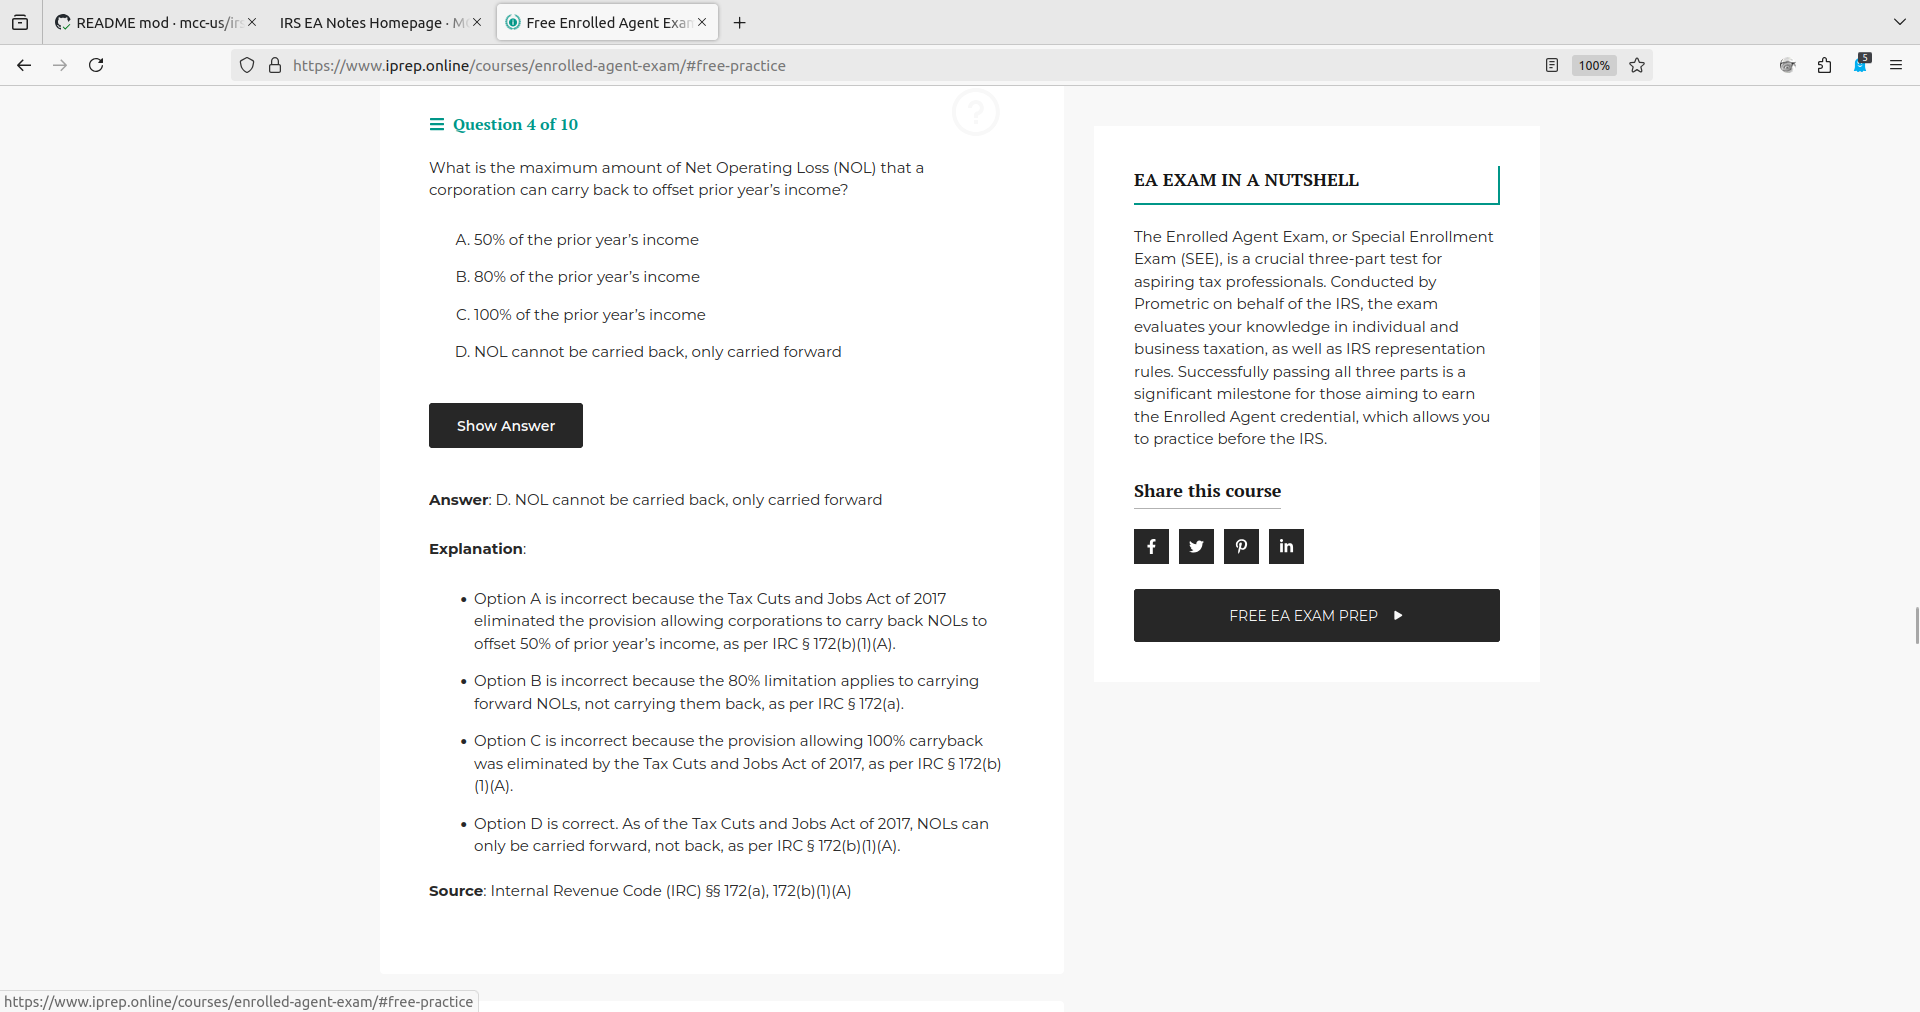 README mod · mcc-us/irs
IRS EA Notes Homepage · MC
Free Enrolled Agent Exam
https://www.iprep.online/courses/enrolled-agent-exam/#free-practice
100%
5
Question 4 of 10
?
What is the maximum amount of Net Operating Loss (NOL) that a
corporation can carry back to offset prior year’s income?
A. 50% of the prior year’s income
B. 80% of the prior year’s income
C. 100% of the prior year’s income
D. NOL cannot be carried back, only carried forward
Show Answer
Answer: D. NOL cannot be carried back, only carried forward
Explanation:
• Option A is incorrect because the Tax Cuts and Jobs Act of 2017
eliminated the provision allowing corporations to carry back NOLs to
offset 50% of prior year’s income, as per IRC § 172(b)(1)(A).
• Option B is incorrect because the 80% limitation applies to carrying
forward NOLs, not carrying them back, as per IRC § 172(a).
• Option C is incorrect because the provision allowing 100% carryback
was eliminated by the Tax Cuts and Jobs Act of 2017, as per IRC § 172(b)
(1)(A).
• Option D is correct. As of the Tax Cuts and Jobs Act of 2017, NOLs can
only be carried forward, not back, as per IRC § 172(b)(1)(A).
Source: Internal Revenue Code (IRC) §§ 172(a), 172(b)(1)(A)
EA EXAM IN A NUTSHELL
The Enrolled Agent Exam, or Special Enrollment
Exam (SEE), is a crucial three-part test for
aspiring tax professionals. Conducted by
Prometric on behalf of the IRS, the exam
evaluates your knowledge in individual and
business taxation, as well as IRS representation
rules. Successfully passing all three parts is a
significant milestone for those aiming to earn
the Enrolled Agent credential, which allows you
to practice before the IRS.
Share this course
FREE EA EXAM PREP
https://www.iprep.online/courses/enrolled-agent-exam/#free-practice